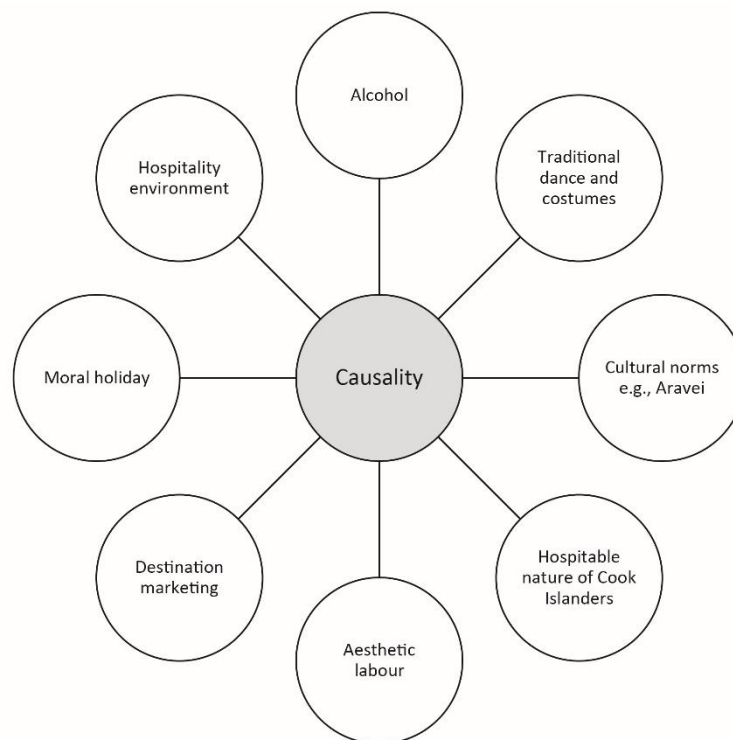 Alcohol
Traditional
dance and
costumes
Cultural norms
e.g., Aravei
Hospitable
nature of Cook
Islanders
Aesthetic
labour
Destination
marketing
Moral holiday
Hospitality
environment
Causality